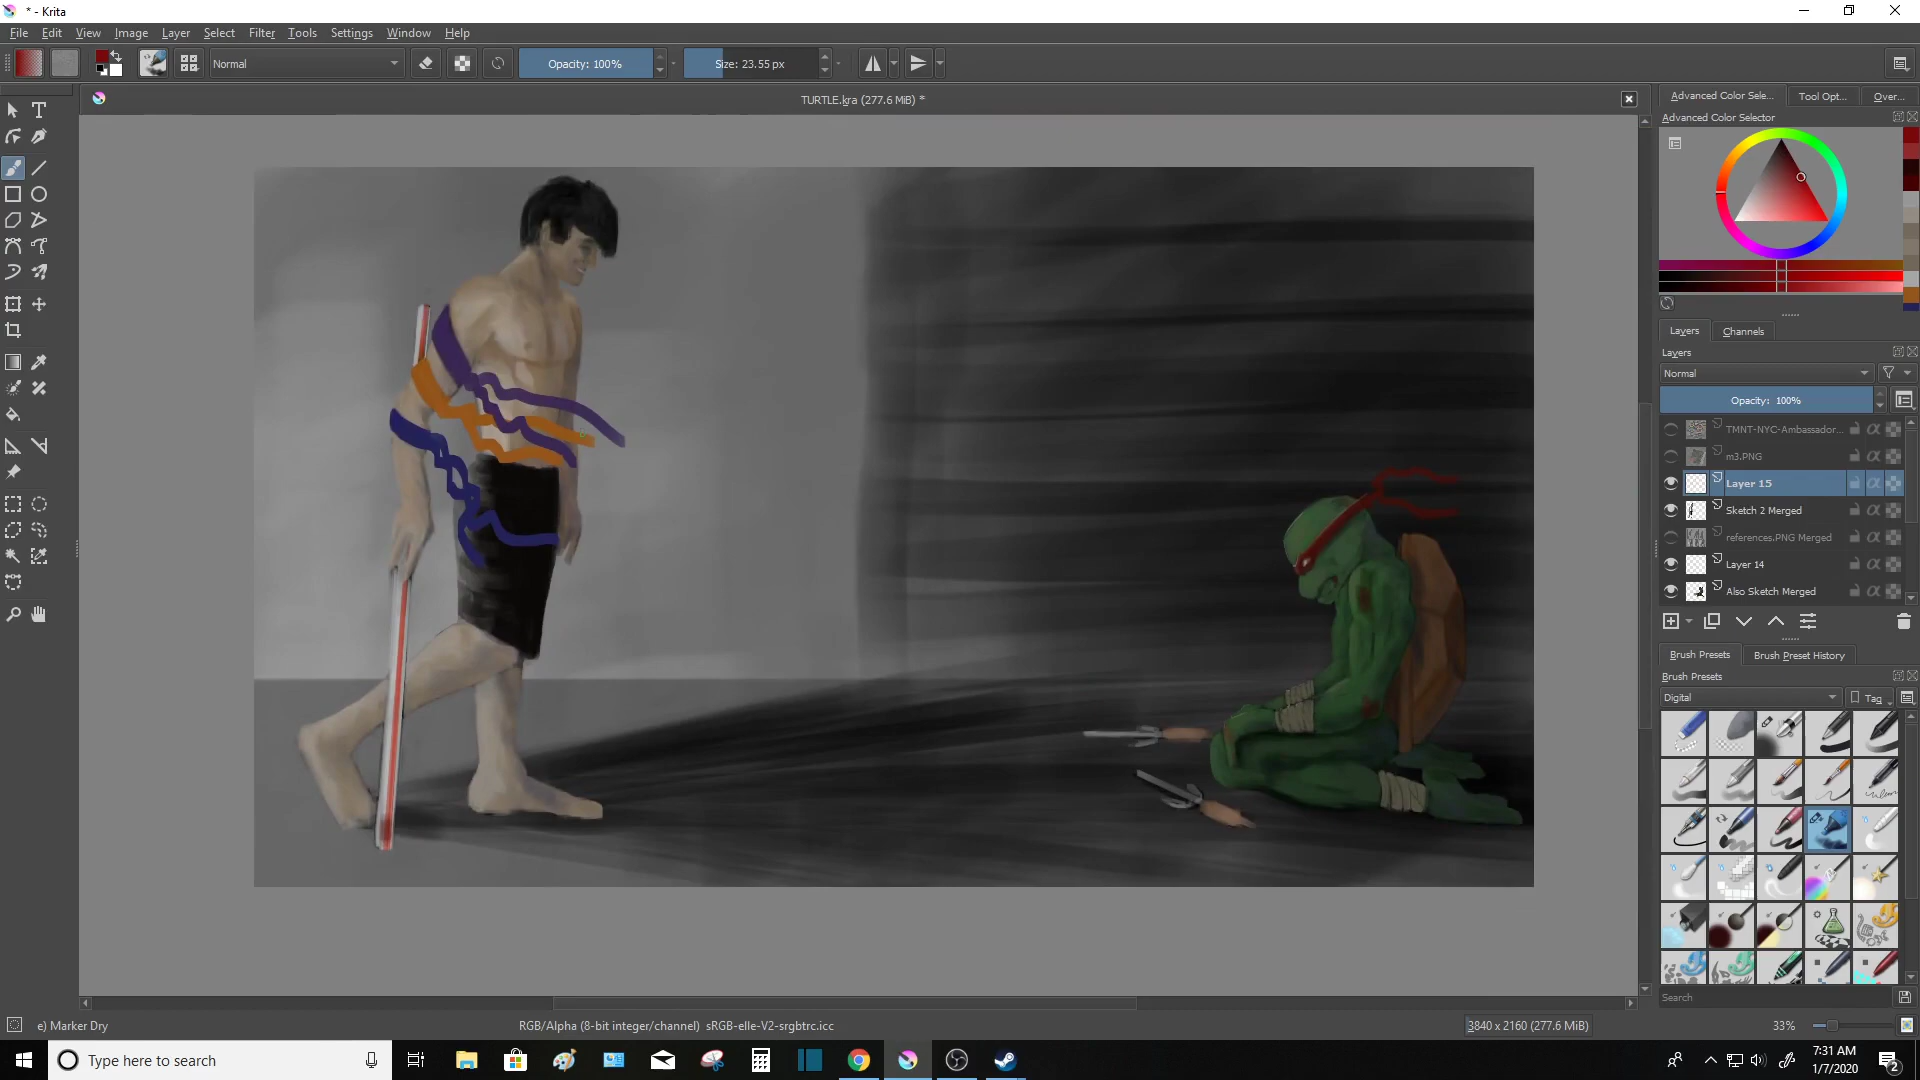 * - Krita
File Edit View Image Layer Select Filter Tools Settings Window Help
Normal Opacity: 100% Size: 23.55 px
TURTLE.kra (277.6 MiB) *
Advanced Color Sele... Tool Opt... Over...
Advanced Color Selector
Layers Channels
Layers
Normal
Opacity: 100%
TMNT-NYC-Ambassador...
m3.PNG
Layer 15
Sketch 2 Merged
references.PNG Merged
Layer 14
Also Sketch Merged
Brush Presets Brush Preset History
Brush Presets
Digital Tag
Search
e) Marker Dry RGB/Alpha (8-bit integer/channel) sRGB-elle-V2-srgbtrc.icc 3840 x 2160 (277.6 MiB) 33%
Type here to search
7:31 AM
1/7/2020
2